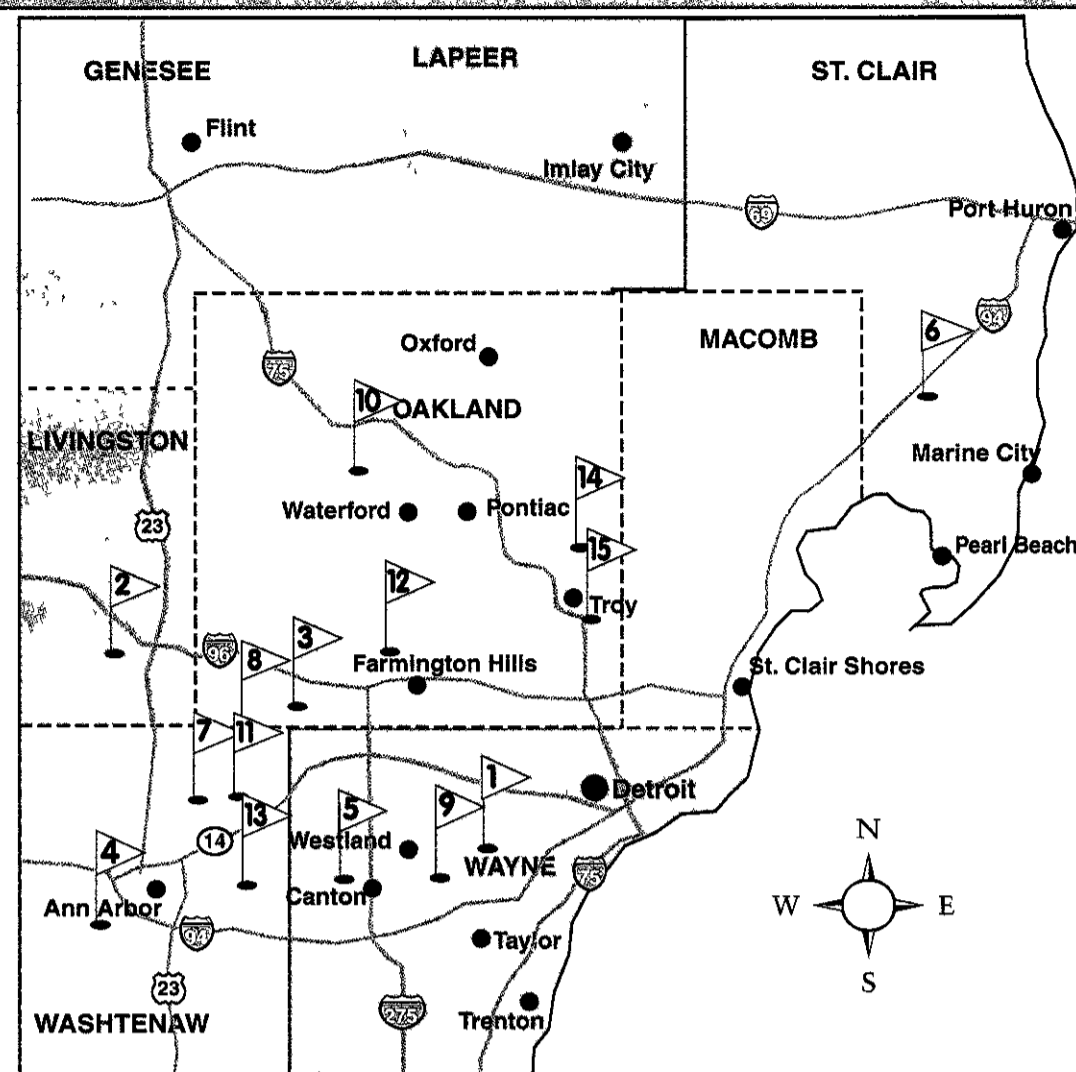 GENESEE
LAPEER
ST. CLAIR
Flint
Imlay City
69
Port Huron
94
6
MACOMB
Oxford
75
10
OAKLAND
LIVINGSTON
Marine City
14
23
Waterford
Pontiac
15
Pearl Beach
2
12
Troy
3
96
8
Farmington Hills
St. Clair Shores
7
11
1
Detroit
13
5
9
14
Westland
4
WAYNE
75
Canton
Ann Arbor
94
Taylor
23
275
Trenton
WASHTENAW
N
W
E
S